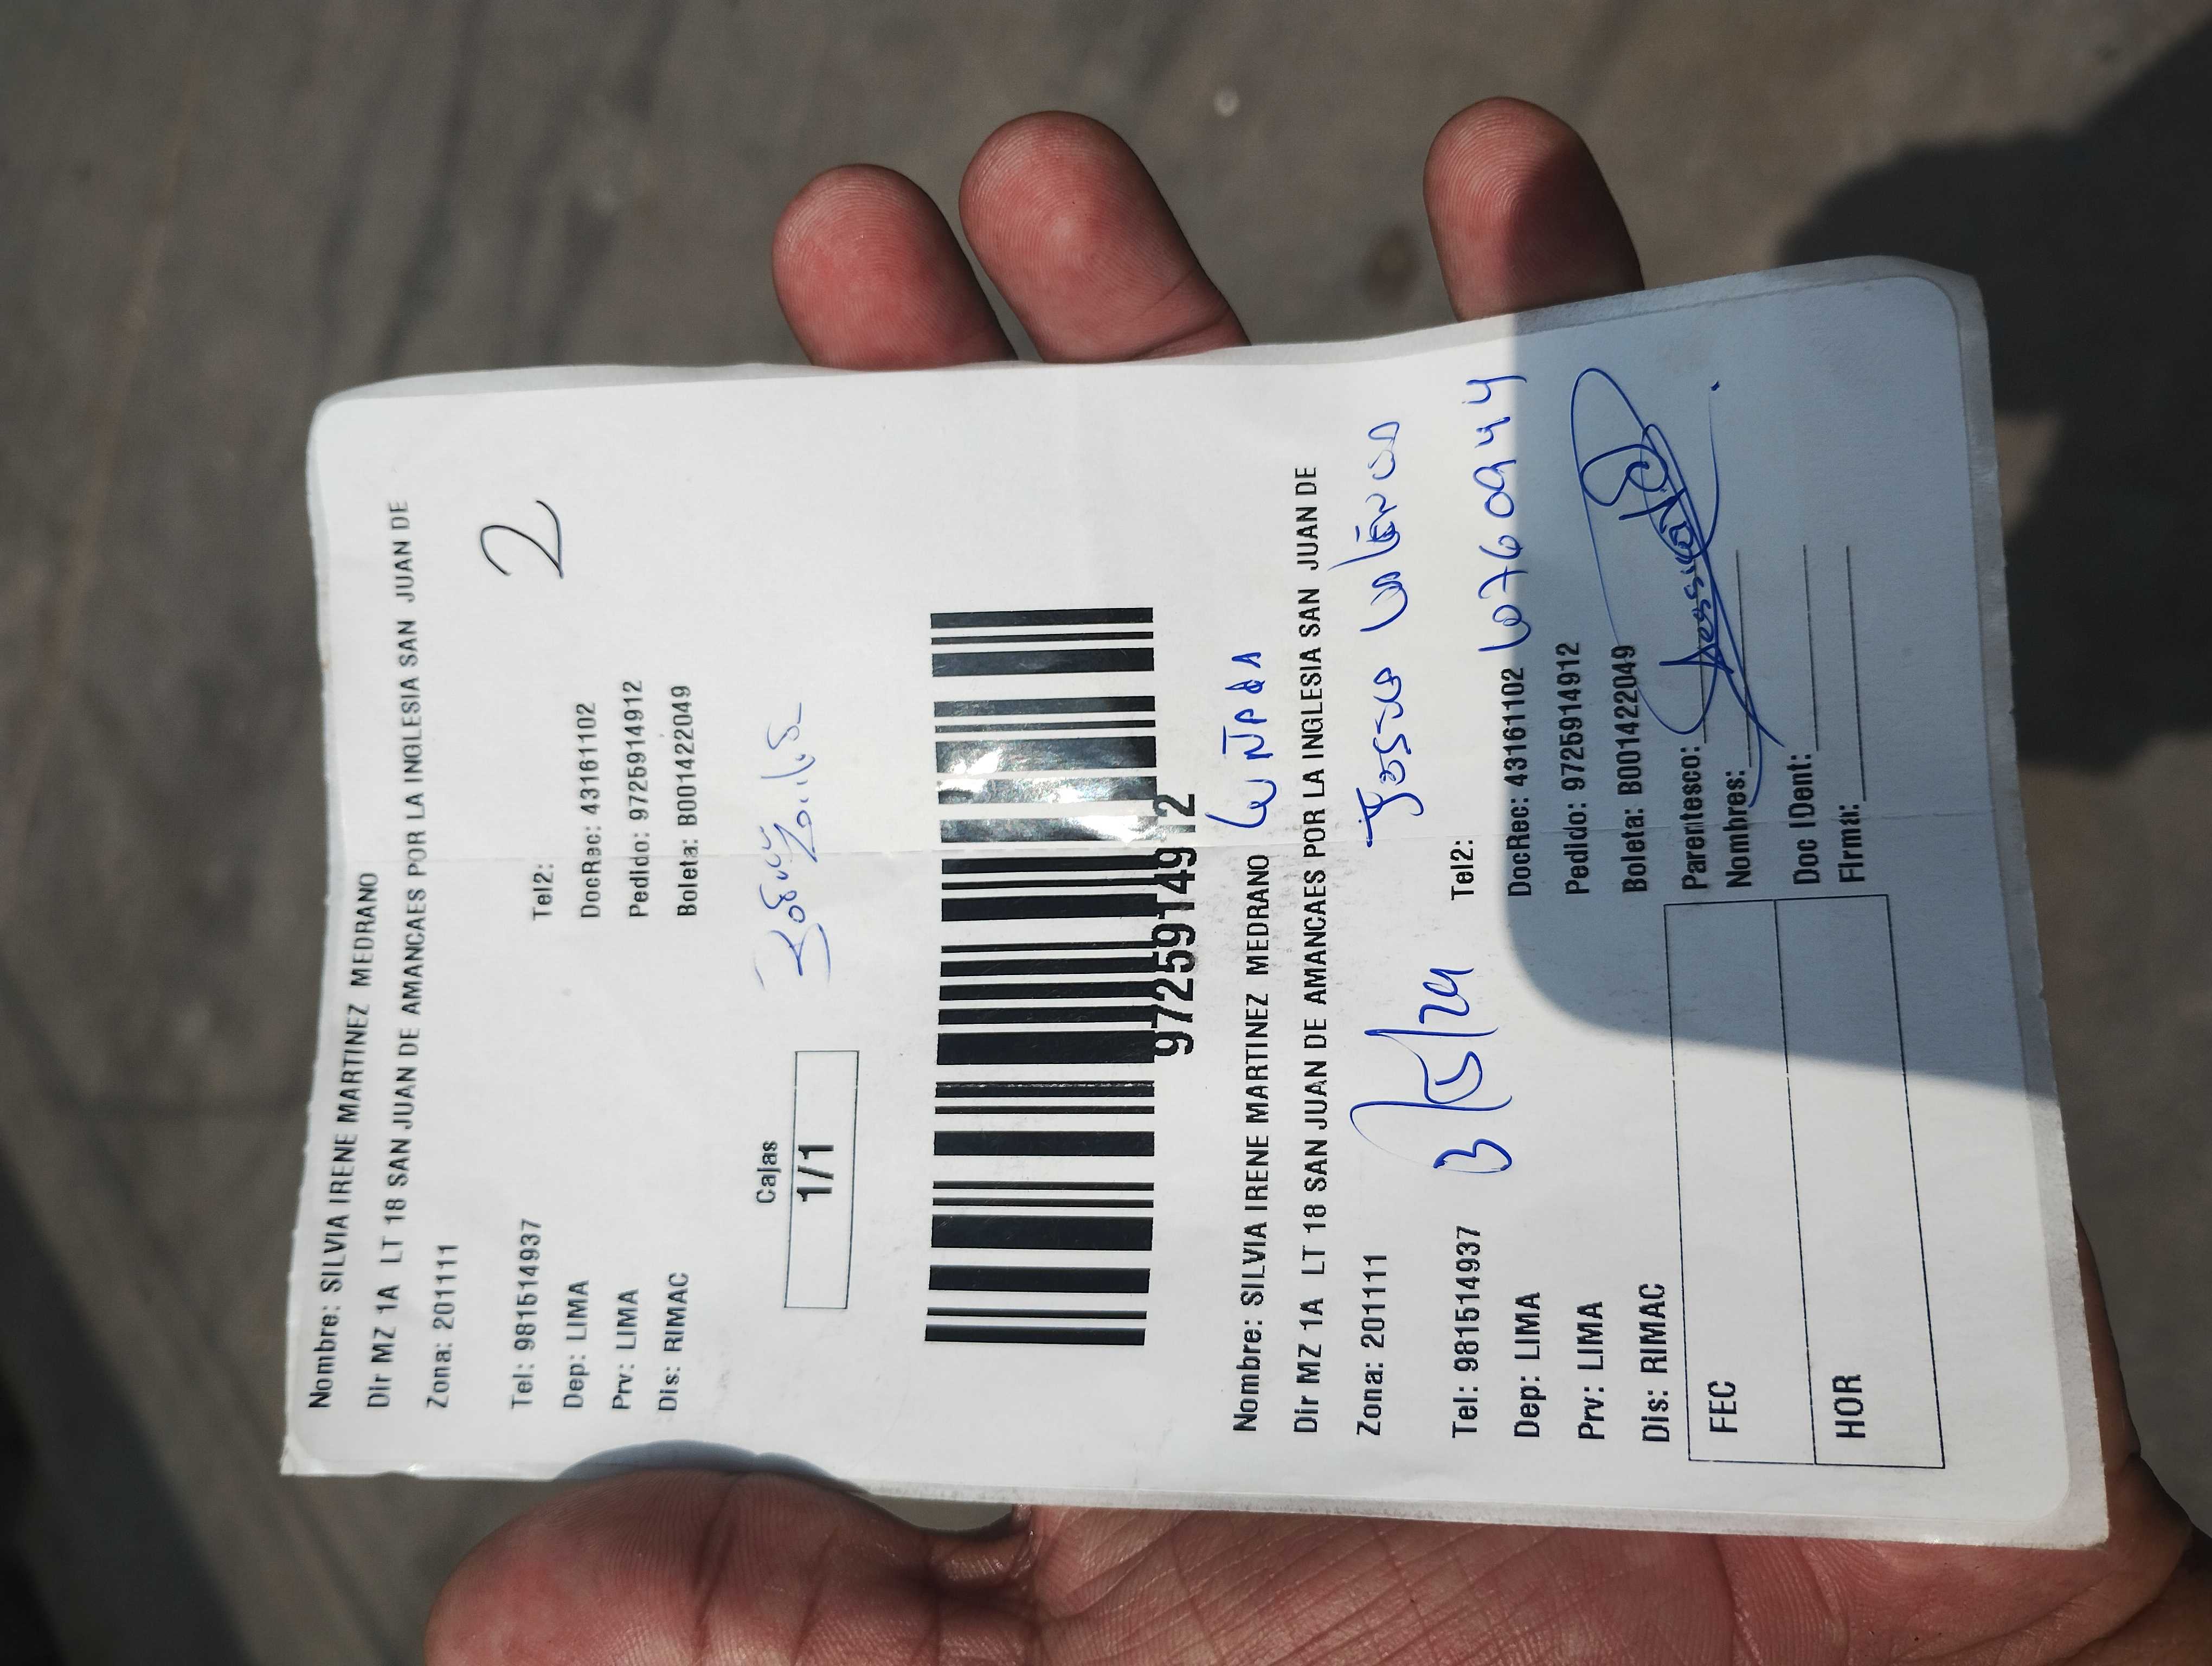 Nombre: SILVIA IRENE MARTINEZ MEDRANO
Dir MZ 1A LT 18 SAN JUAN DE AMANCAES POR LA INGLESIA SAN JUAN DE
Zona: 201111
2
Tel: 981514937 Tel2:
Dep: LIMA DocRec: 43161102
Prv: LIMA Pedido: 9725914912
Dis: RIMAC Boleta: B001422049
Cajas
1/1
9725914912
Nombre: SILVIA IRENE MARTINEZ MEDRANO
Dir MZ 1A LT 18 SAN JUAN DE AMANCAES POR LA INGLESIA SAN JUAN DE
Zona: 201111
Tel: 981514937 Tel2:
Dep: LIMA DocRec: 43161102
Prv: LIMA Pedido: 9725914912
Dis: RIMAC Boleta: B001422049
FEC Parentesco:
Nombres:
HOR Doc IDent:
FIrma: